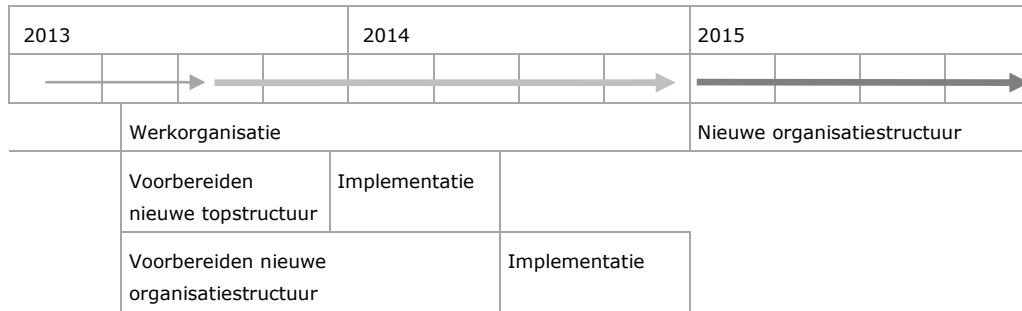 2013
2014
2015
Werkorganisatie
Nieuwe organisatiestructuur
Voorbereiden
nieuwe topstructuur
Implementatie
Voorbereiden nieuwe
organisatiestructuur
Implementatie